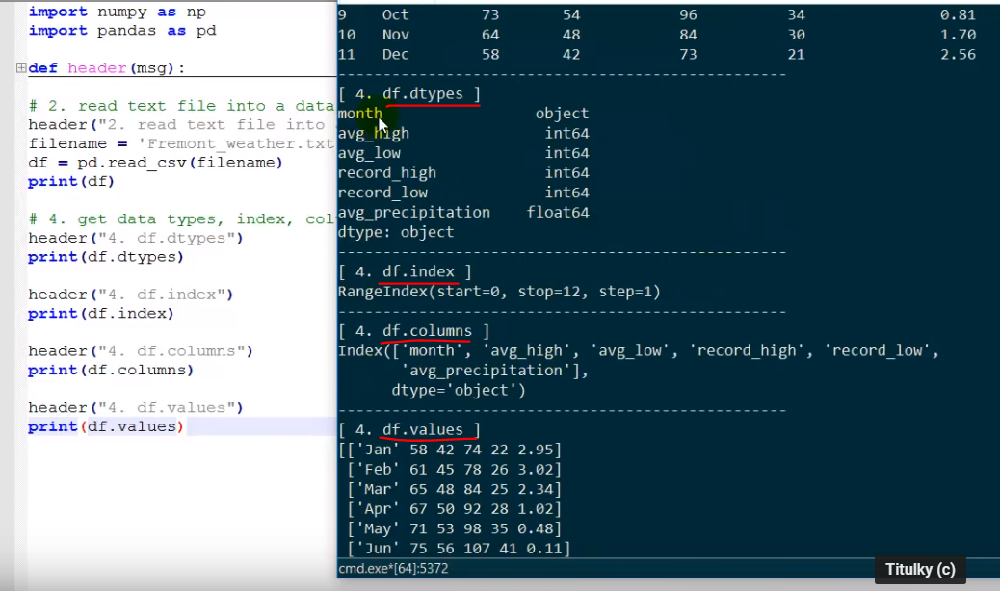 import numpy as np
import pandas as pd
def header(msg):
# 2. read text file into a data
header("2. read text file into
filename = 'Fremont_weather.txt
df = pd.read_csv(filename)
print(df)
# 4. get data types, index, col
header("4. df.dtypes")
print(df.dtypes)
header("4. df.index")
print(df.index)
header("4. df.columns")
print(df.columns)
header("4. df.values")
print(df.values)
9 Oct 73 54 96 34 0.81
10 Nov 64 48 84 30 1.70
11 Dec 58 42 73 21 2.56
--------------------------------------------------
[ 4. df.dtypes ]
month object
avg_high int64
avg_low int64
record_high int64
record_low int64
avg_precipitation float64
dtype: object
--------------------------------------------------
[ 4. df.index ]
RangeIndex(start=0, stop=12, step=1)
--------------------------------------------------
[ 4. df.columns ]
Index(['month', 'avg_high', 'avg_low', 'record_high', 'record_low',
'avg_precipitation'],
dtype='object')
--------------------------------------------------
[ 4. df.values ]
[['Jan' 58 42 74 22 2.95]
['Feb' 61 45 78 26 3.02]
['Mar' 65 48 84 25 2.34]
['Apr' 67 50 92 28 1.02]
['May' 71 53 98 35 0.48]
['Jun' 75 56 107 41 0.11]
cmd.exe*[64]:5372
Titulky (c)